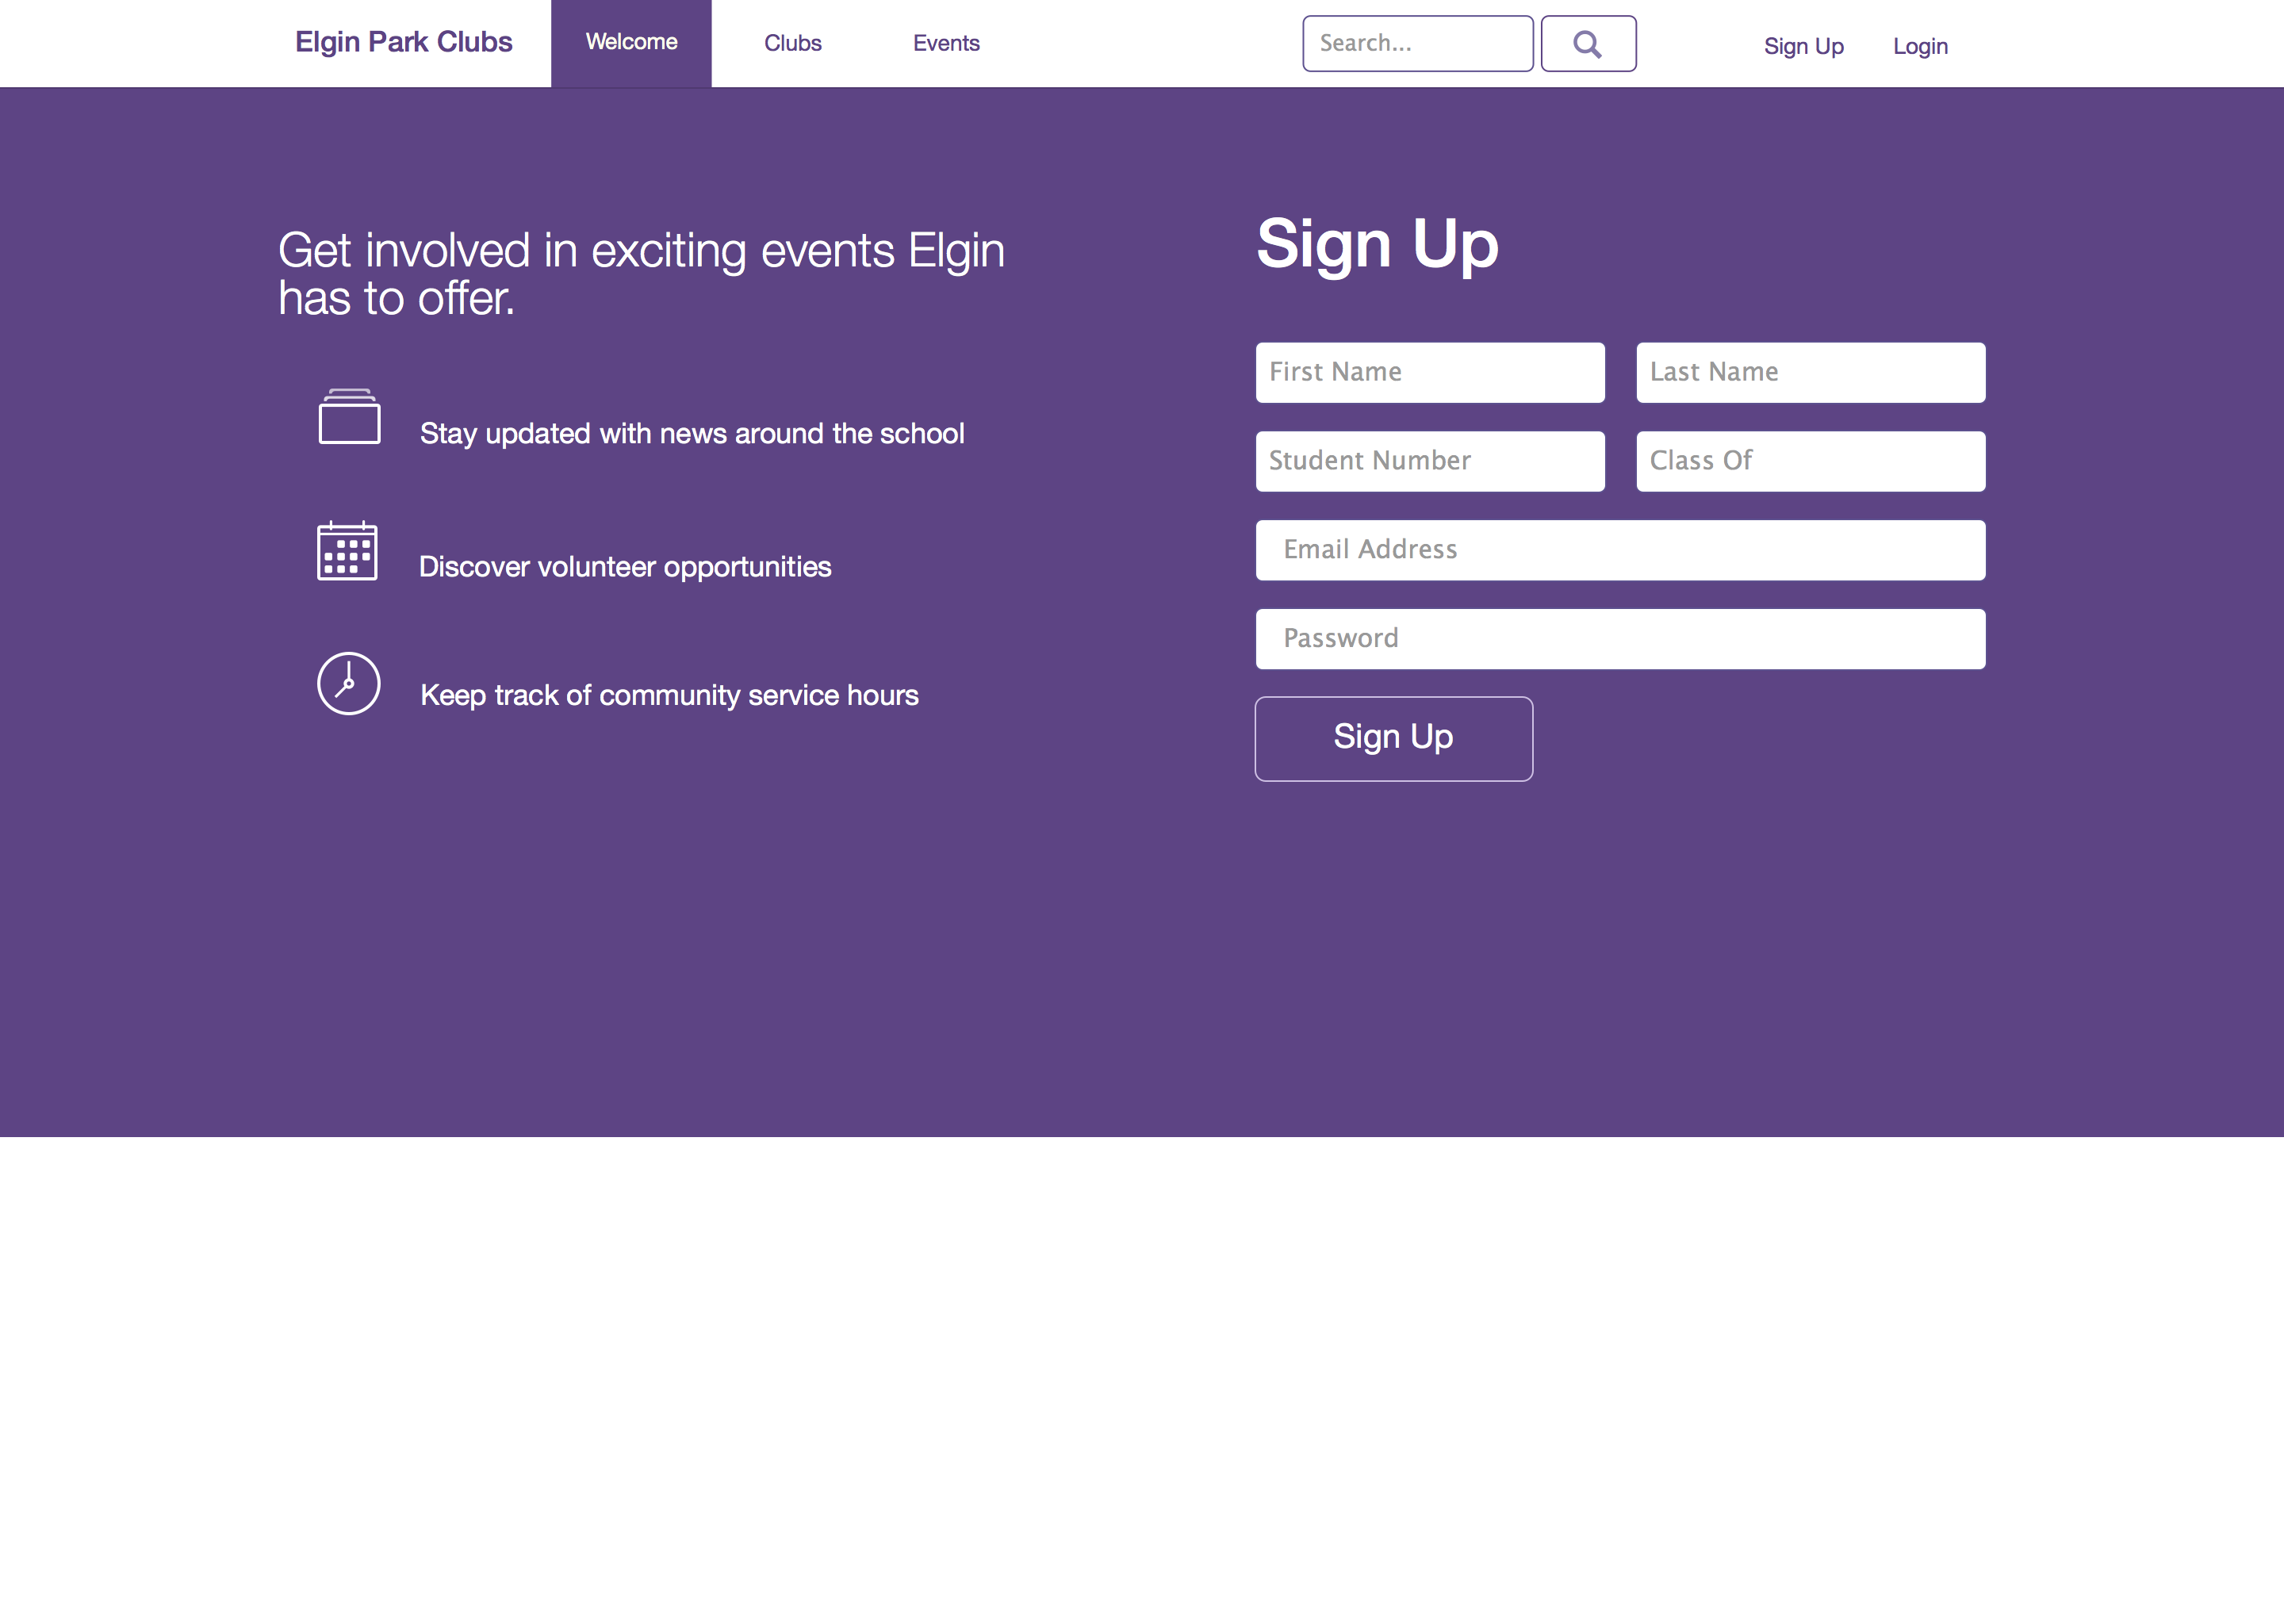 Elgin Park Clubs Welcome Clubs Events Search... Sign Up Login
Get involved in exciting events Elgin
has to offer.
Stay updated with news around the school
Discover volunteer opportunities
Keep track of community service hours
Sign Up
First Name Last Name
Student Number Class Of
Email Address
Password
Sign Up